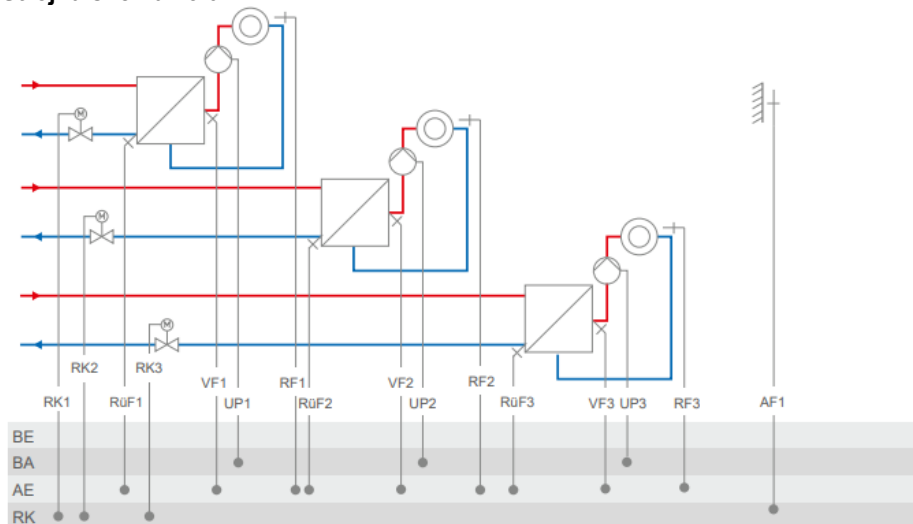 M
M
M
RK2
RK3
VF1
RF1
VF2
RF2
RK1
RüF1
UP1
RüF2
UP2
RüF3
VF3
UP3
RF3
AF1
BE
BA
AE
RK